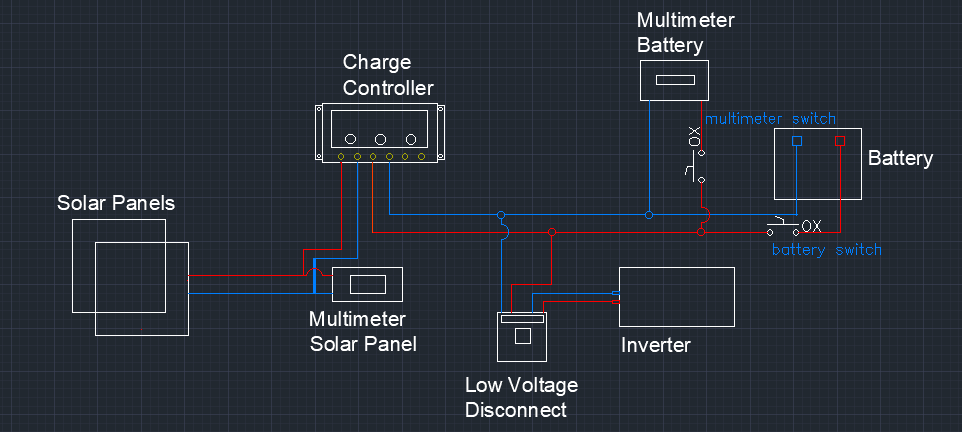 Multimeter
Battery
Charge
Controller
multimeter switch
OX
Battery
Solar Panels
OX
battery switch
Multimeter
Solar Panel
Inverter
Low Voltage
Disconnect